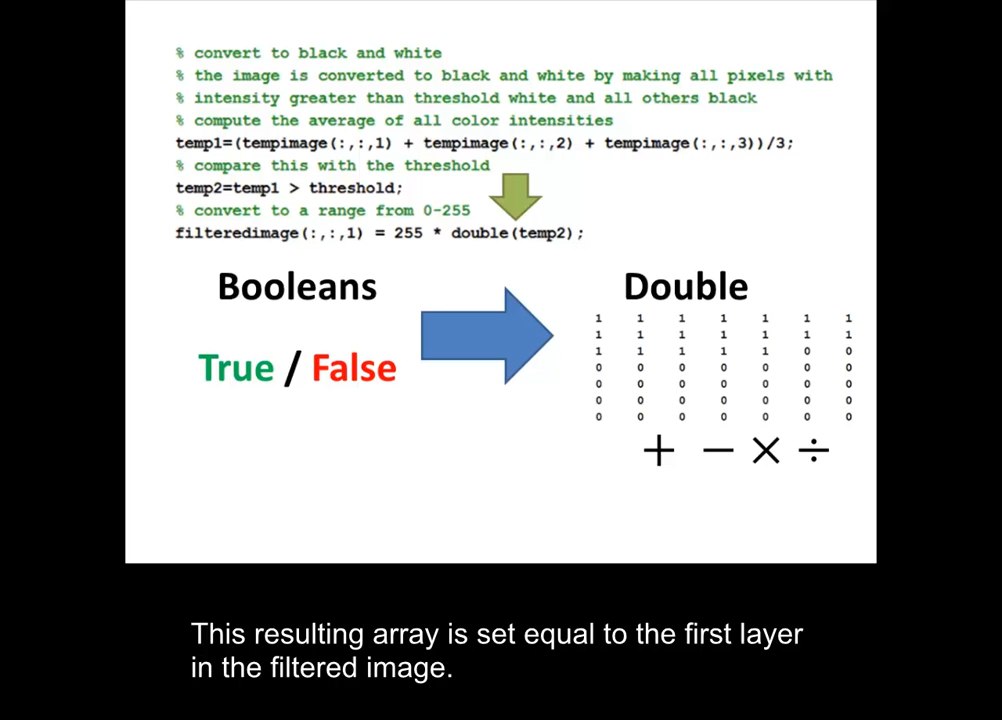 % convert to black and white
% the image is converted to black and white by making all pixels with
% intensity greater than threshold white and all others black
% compute the average of all color intensities
temp1=(tempimage(:,:,1) + tempimage(:,:,2) + tempimage(:,:,3))/3;
% compare this with the threshold
temp2=temp1 > threshold;
% convert to a range from 0-255
filteredimage(:,:,1) = 255 * double(temp2);
Booleans
True / False
Double
1 1 1 1 1 1 1
1 1 1 1 1 1 1
1 1 1 1 1 0 0
0 0 0 0 0 0 0
0 0 0 0 0 0 0
0 0 0 0 0 0 0
0 0 0 0 0 0 0
+ − × ÷
This resulting array is set equal to the first layer
in the filtered image.